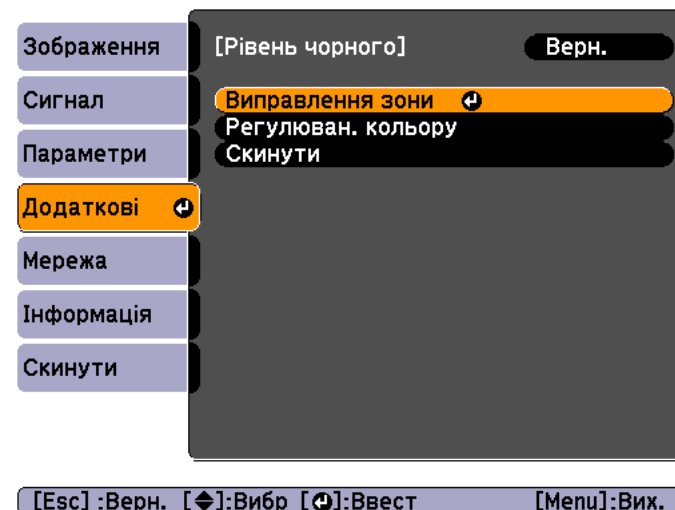 Зображення
Сигнал
Параметри
Додаткові
Мережа
Інформація
Скинути
[Рівень чорного] Верн.
Виправлення зони
Регулюван. кольору
Скинути
[Esc] :Верн. [◆]:Вибр [⏎]:Ввест [Menu]:Вих.